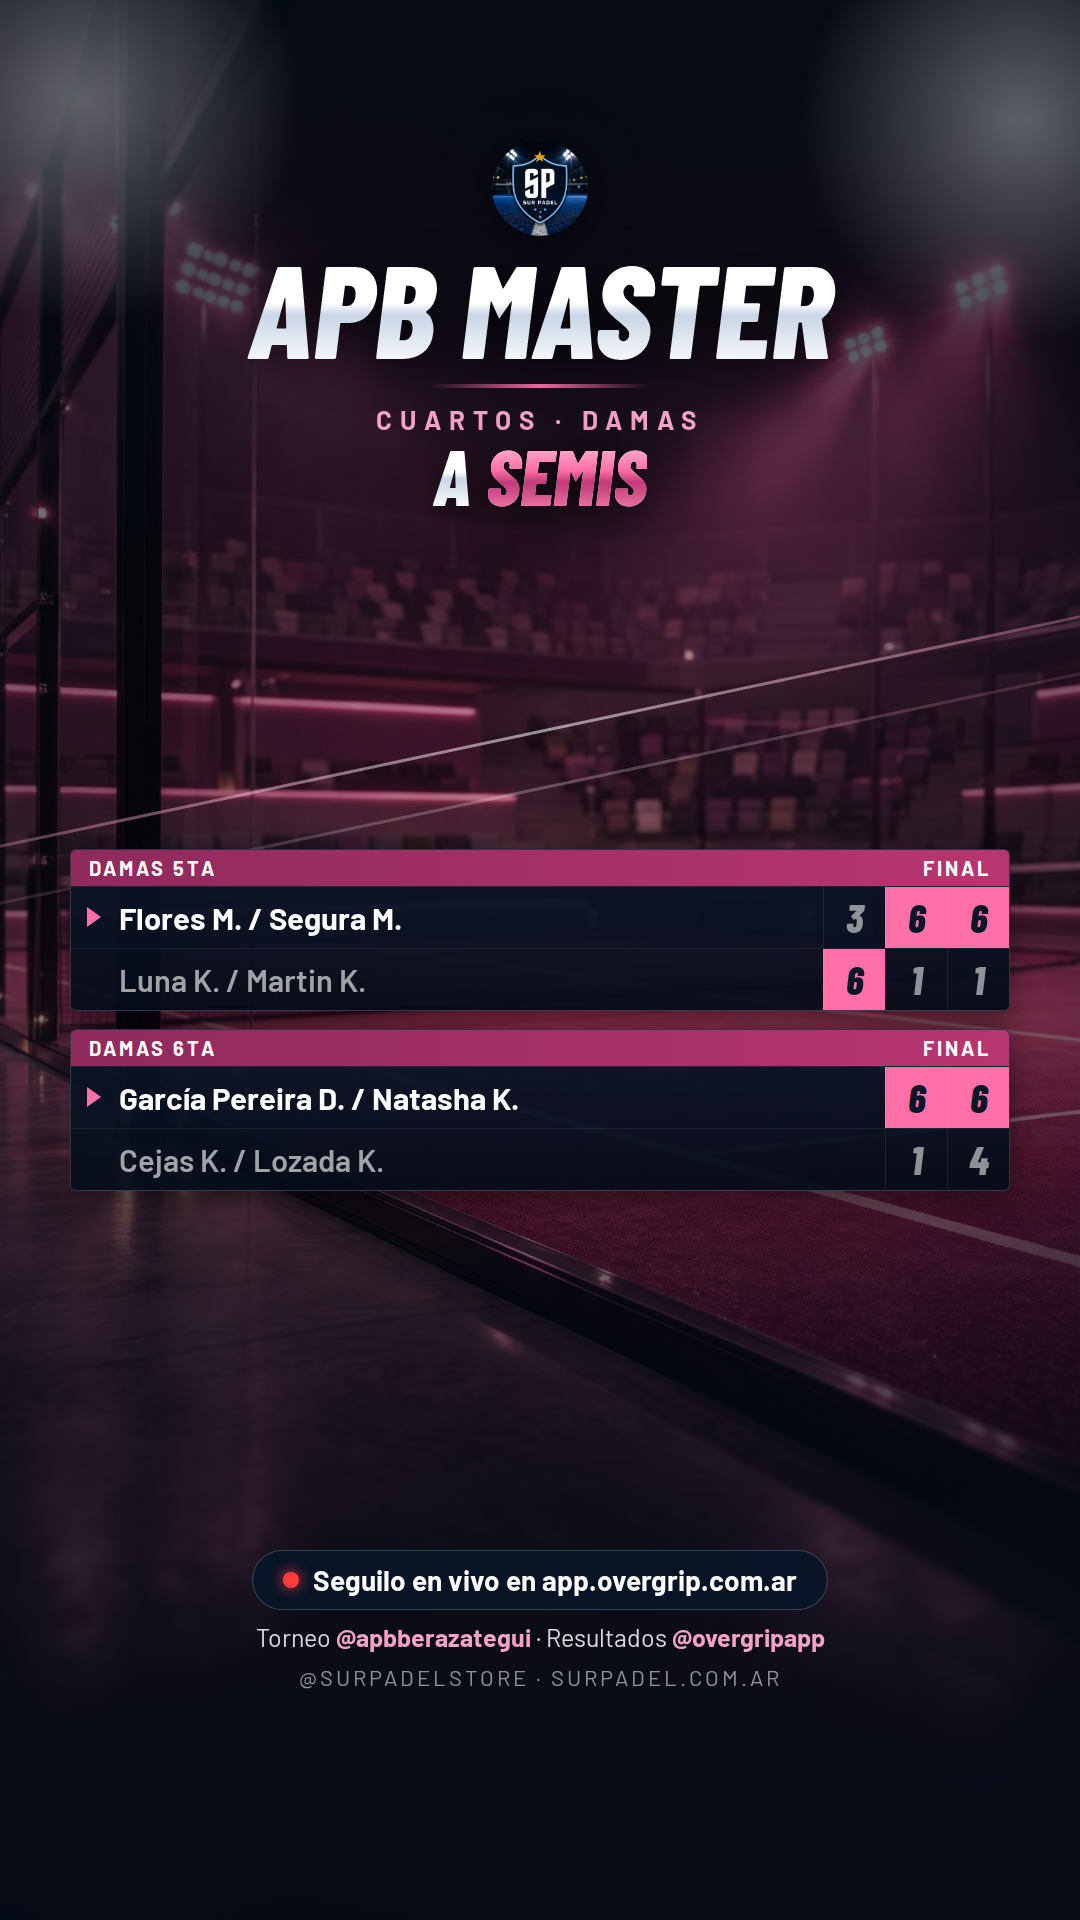 SP
SUR PADEL
APB MASTER
CUARTOS · DAMAS
A SEMIS
DAMAS 5TA FINAL
Flores M. / Segura M. 3 6 6
Luna K. / Martin K. 6 1 1
DAMAS 6TA FINAL
García Pereira D. / Natasha K. 6 6
Cejas K. / Lozada K. 1 4
Seguilo en vivo en app.overgrip.com.ar
Torneo @apbberazategui · Resultados @overgripapp
@SURPADELSTORE · SURPADEL.COM.AR